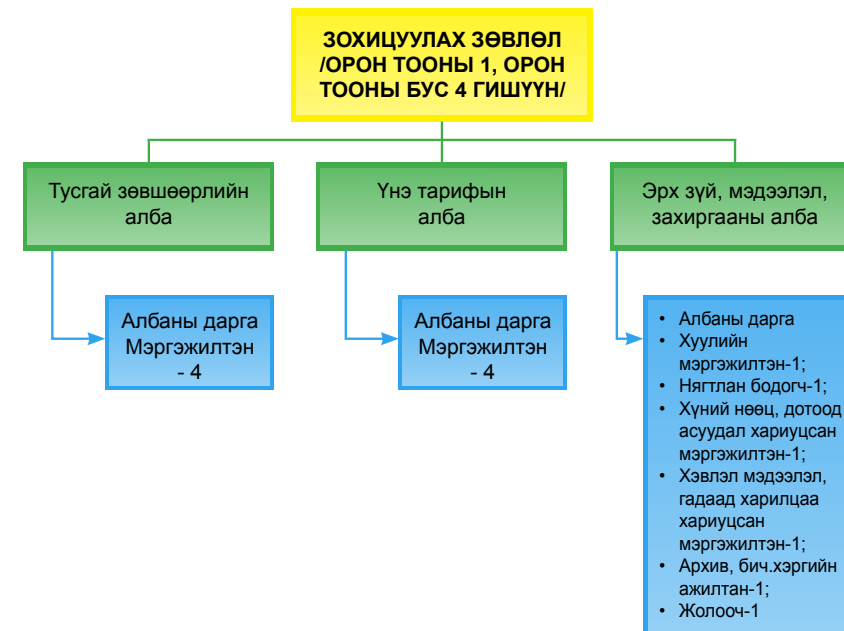 ЗОХИЦУУЛАХ ЗӨВЛӨЛ
/ОРОН ТООНЫ 1, ОРОН
ТООНЫ БУС 4 ГИШҮҮН/
Тусгай зөвшөөрлийн
алба
Үнэ тарифын
алба
Эрх зүй, мэдээлэл,
захиргааны алба
Албаны дарга
Мэргэжилтэн
- 4
Албаны дарга
Мэргэжилтэн
- 4
• Албаны дарга
• Хуулийн
мэргэжилтэн-1;
• Нягтлан бодогч-1;
• Хүний нөөц, дотоод
асуудал хариуцсан
мэргэжилтэн-1;
• Хэвлэл мэдээлэл,
гадаад харилцаа
хариуцсан
мэргэжилтэн-1;
• Архив, бич.хэргийн
ажилтан-1;
• Жолооч-1